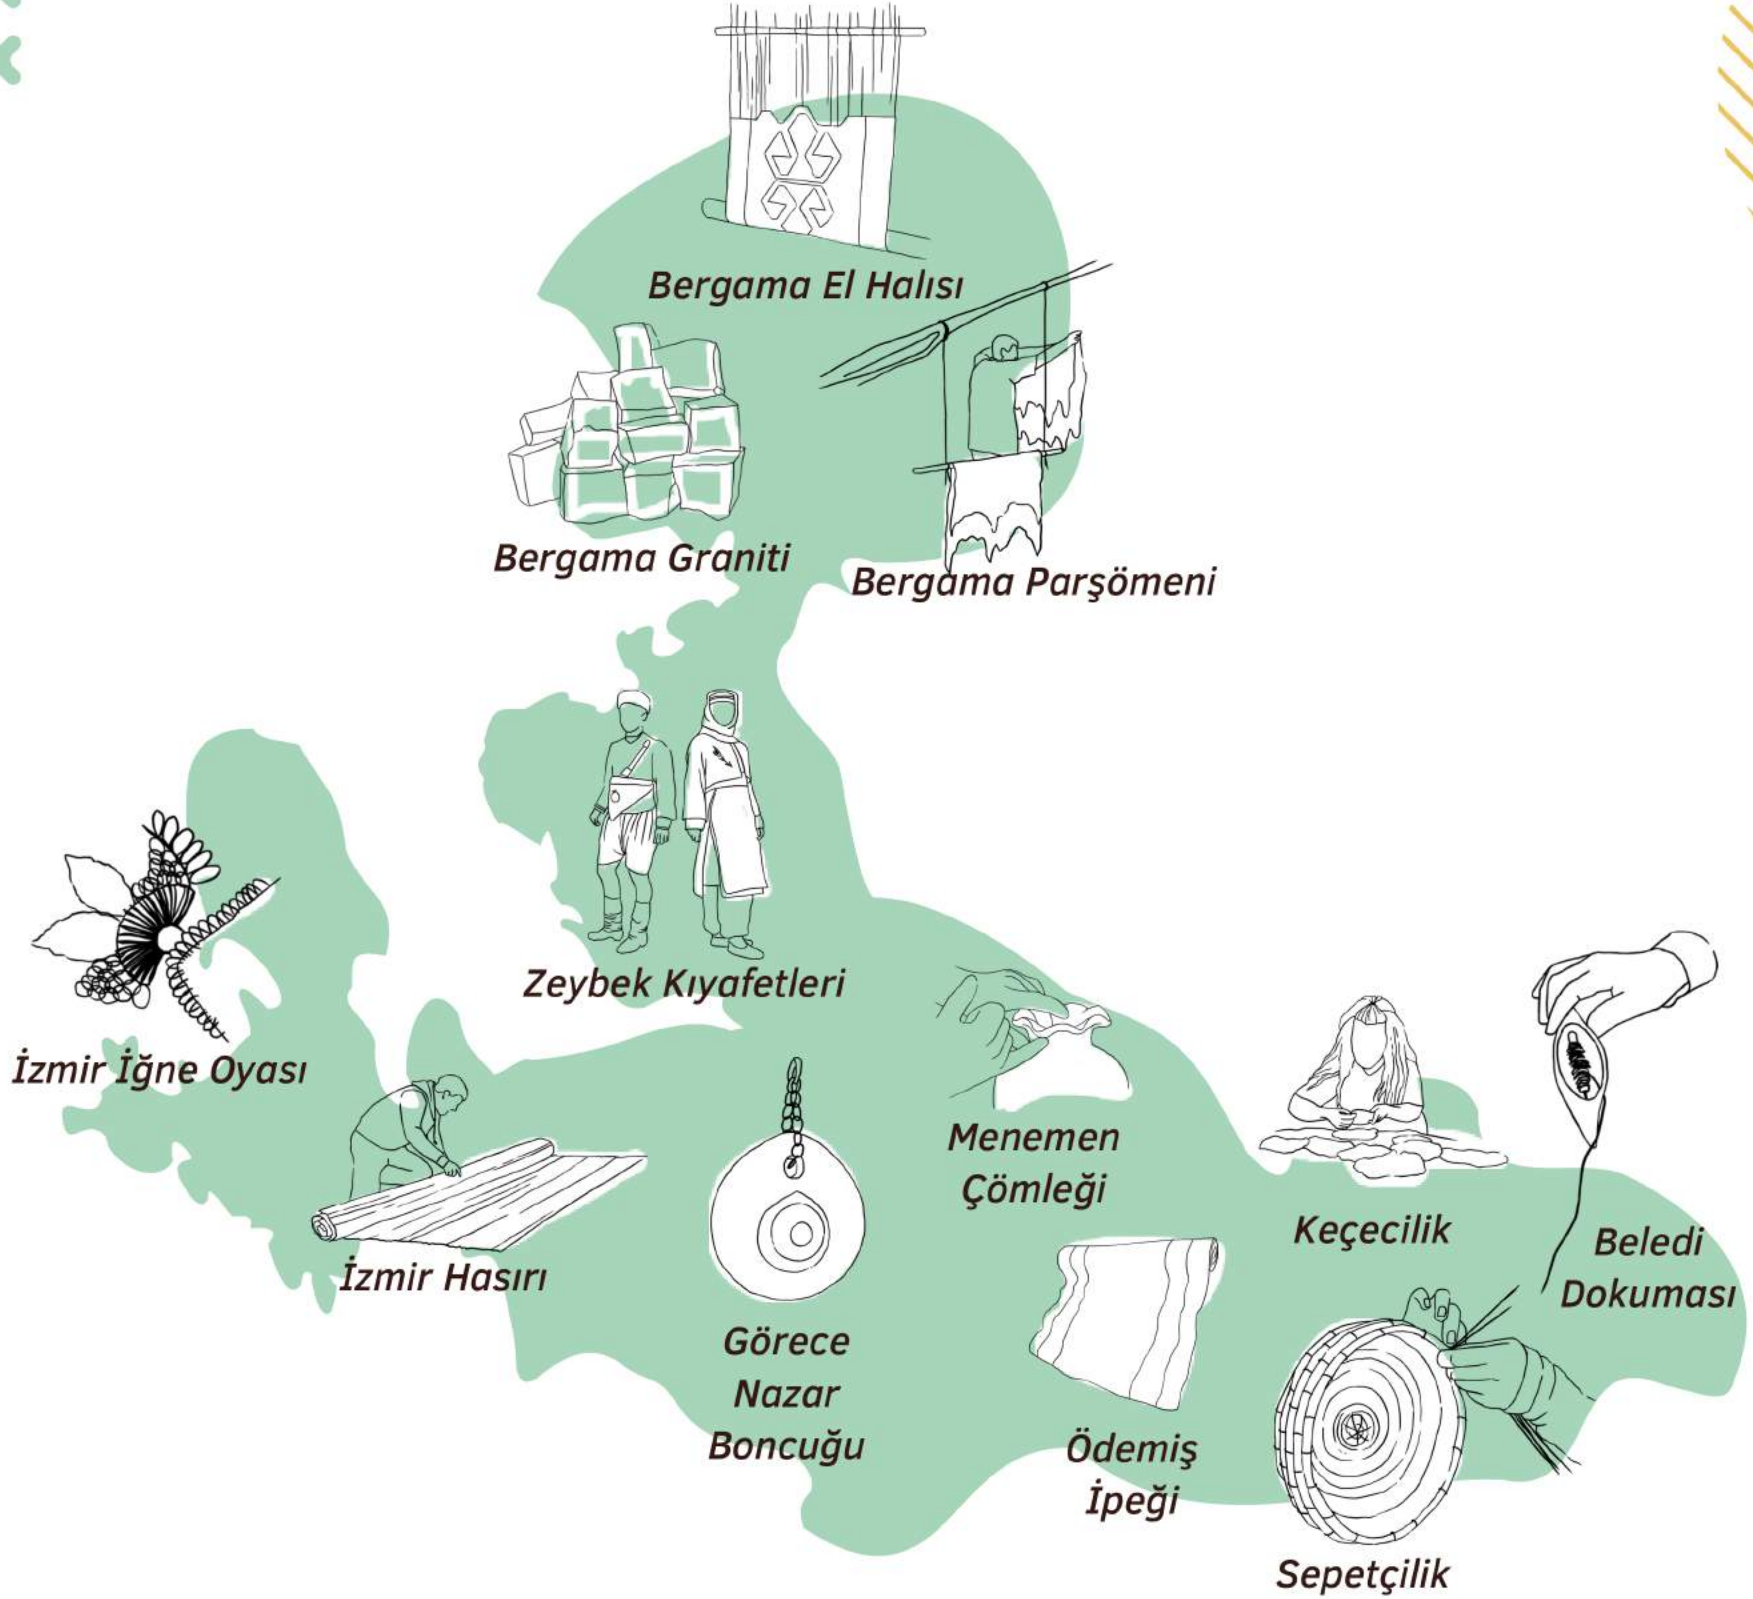 Bergama El Halısı
Bergama Graniti
Bergama Parşömeni
Zeybek Kıyafetleri
İzmir İğne Oyası
Menemen
Çömleği
Keçecilik
Beledi
Dokuması
İzmir Hasırı
Görece
Nazar
Boncuğu
Ödemiş
İpeği
Sepetçilik